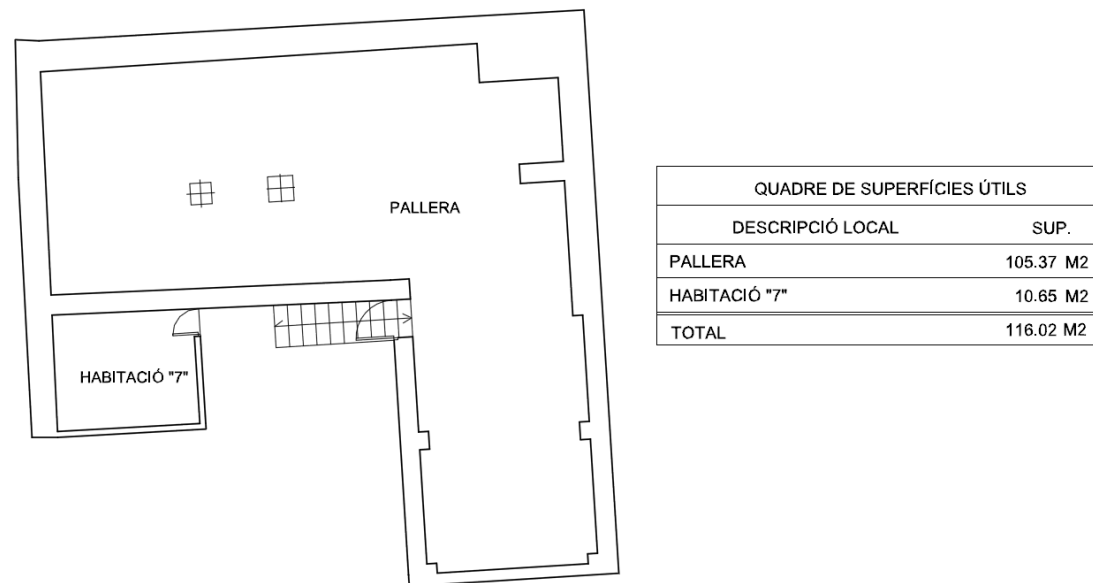 PALLERA
HABITACIÓ "7"
QUADRE DE SUPERFÍCIES ÚTILS
DESCRIPCIÓ LOCAL SUP.
PALLERA 105.37 M2
HABITACIÓ "7" 10.65 M2
TOTAL 116.02 M2